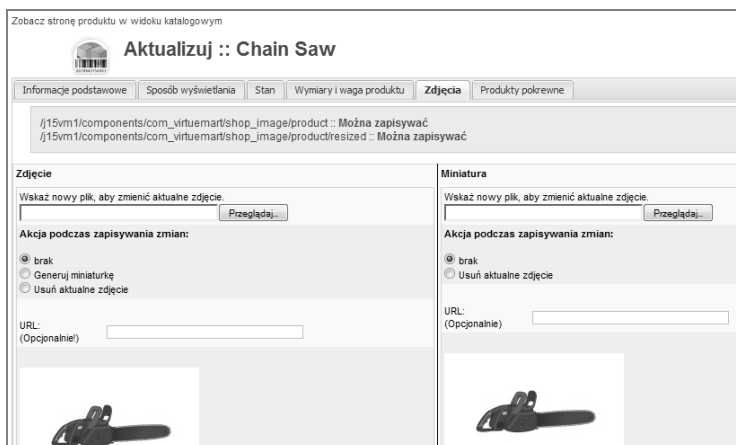 Zobacz stronę produktu w widoku katalogowym
Aktualizuj :: Chain Saw
Informacje podstawowe Sposób wyświetlania Stan Wymiary i waga produktu Zdjęcia Produkty pokrewne
/j15vm1/components/com_virtuemart/shop_image/product :: Można zapisywać
/j15vm1/components/com_virtuemart/shop_image/product/resized :: Można zapisywać
Zdjęcie
Wskaż nowy plik, aby zmienić aktualne zdjęcie.
Przeglądaj...
Akcja podczas zapisywania zmian:
brak
Generuj miniaturkę
Usuń aktualne zdjęcie
URL:
(Opcjonalnie!)
Miniatura
Wskaż nowy plik, aby zmienić aktualne zdjęcie.
Przeglądaj...
Akcja podczas zapisywania zmian:
brak
Usuń aktualne zdjęcie
URL:
(Opcjonalnie)